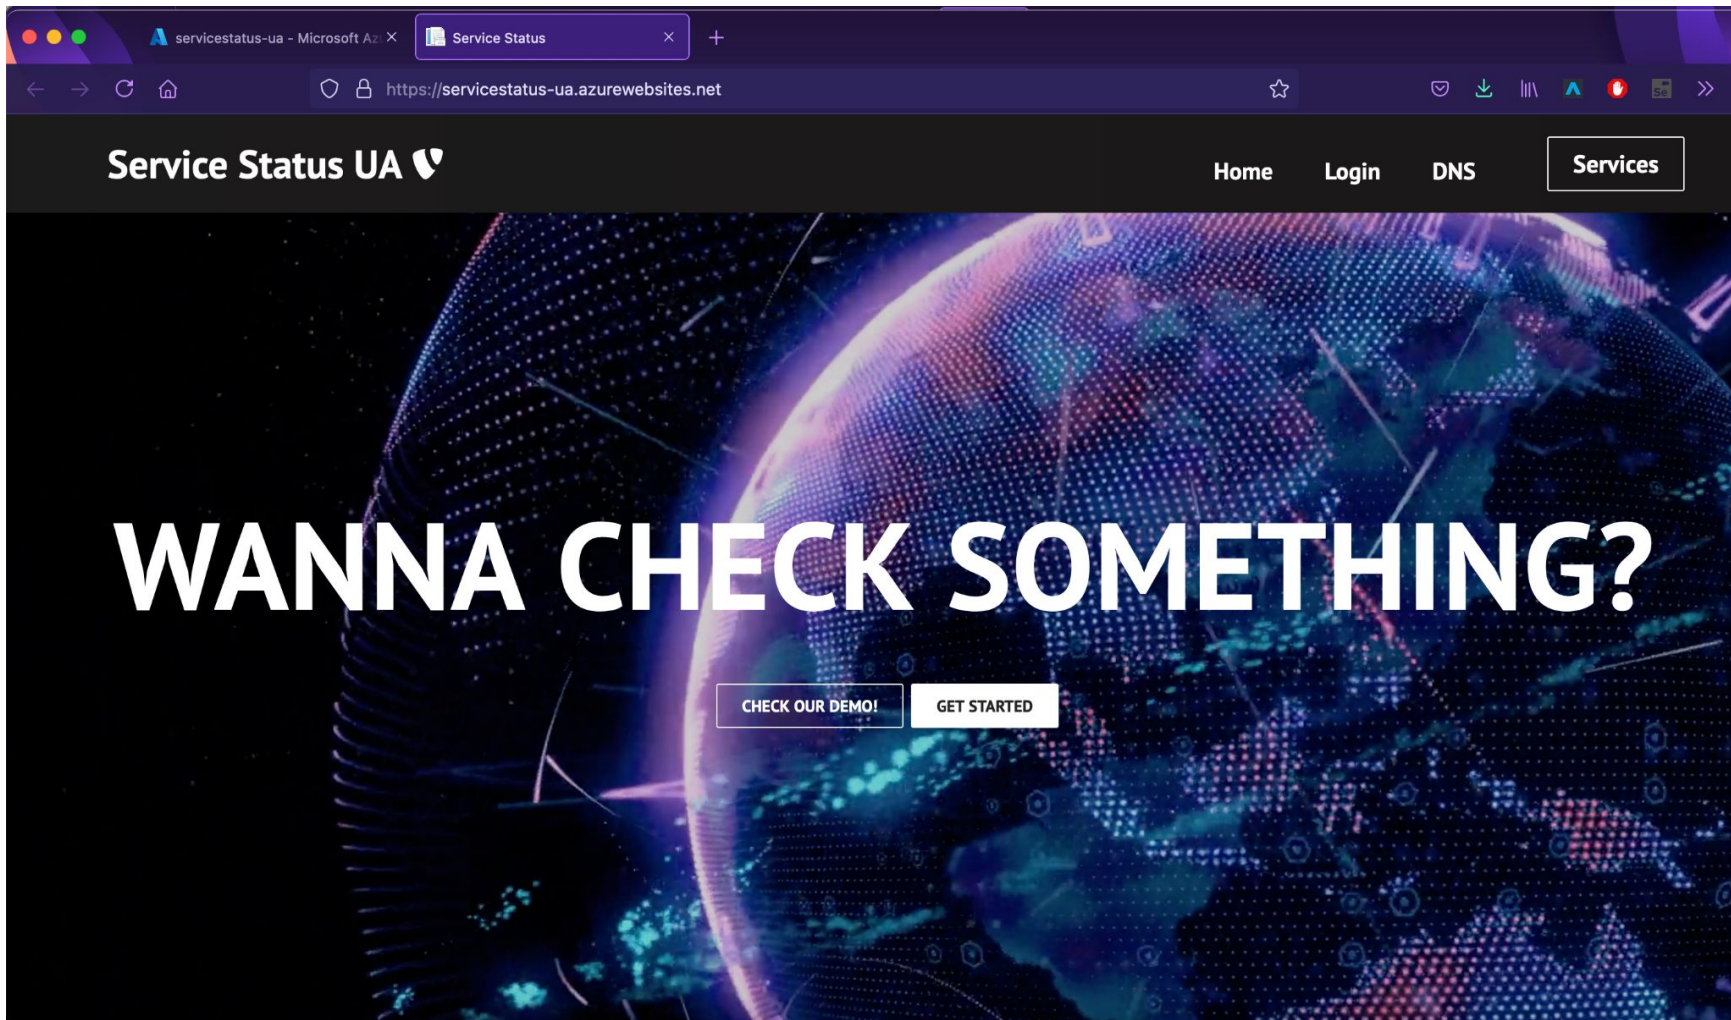 servicestatus-ua - Microsoft Az
Service Status
https://servicestatus-ua.azurewebsites.net
Se
Service Status UA
Home Login DNS Services
WANNA CHECK SOMETHING?
CHECK OUR DEMO! GET STARTED